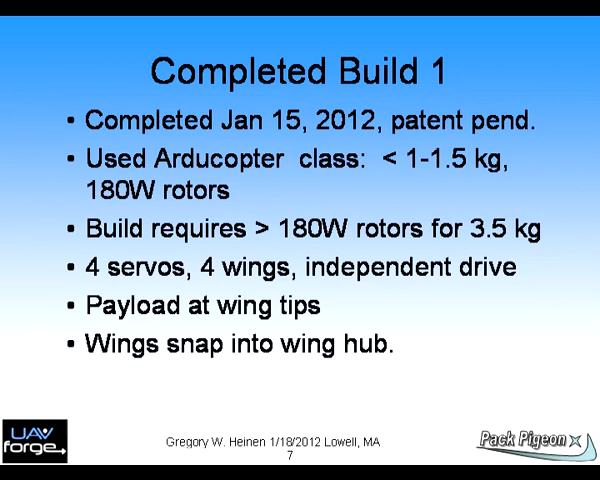 Completed Build 1
• Completed Jan 15, 2012, patent pend.
• Used Arducopter class: < 1-1.5 kg,
180W rotors
• Build requires > 180W rotors for 3.5 kg
• 4 servos, 4 wings, independent drive
• Payload at wing tips
• Wings snap into wing hub.
UAV
forge
Gregory W. Heinen 1/18/2012 Lowell, MA
7
Pack Pigeon